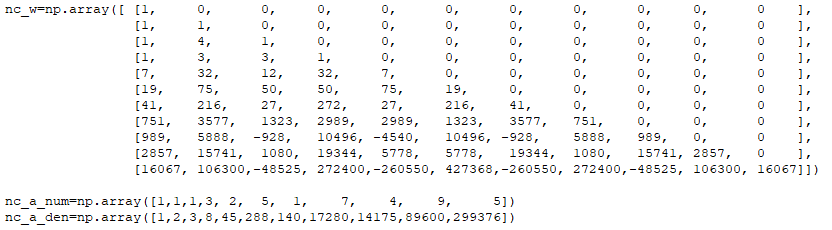 nc_w=np.array([ [1, 0, 0, 0, 0, 0, 0, 0, 0, 0, 0 ],
[1, 1, 0, 0, 0, 0, 0, 0, 0, 0, 0 ],
[1, 4, 1, 0, 0, 0, 0, 0, 0, 0, 0 ],
[1, 3, 3, 1, 0, 0, 0, 0, 0, 0, 0 ],
[7, 32, 12, 32, 7, 0, 0, 0, 0, 0, 0 ],
[19, 75, 50, 50, 75, 19, 0, 0, 0, 0, 0 ],
[41, 216, 27, 272, 27, 216, 41, 0, 0, 0, 0 ],
[751, 3577, 1323, 2989, 2989, 1323, 3577, 751, 0, 0, 0 ],
[989, 5888, -928, 10496, -4540, 10496, -928, 5888, 989, 0, 0 ],
[2857, 15741, 1080, 19344, 5778, 5778, 19344, 1080, 15741, 2857, 0 ],
[16067, 106300,-48525, 272400,-260550, 427368,-260550, 272400,-48525, 106300, 16067]])
nc_a_num=np.array([1,1,1,3, 2, 5, 1, 7, 4, 9, 5])
nc_a_den=np.array([1,2,3,8,45,288,140,17280,14175,89600,299376])